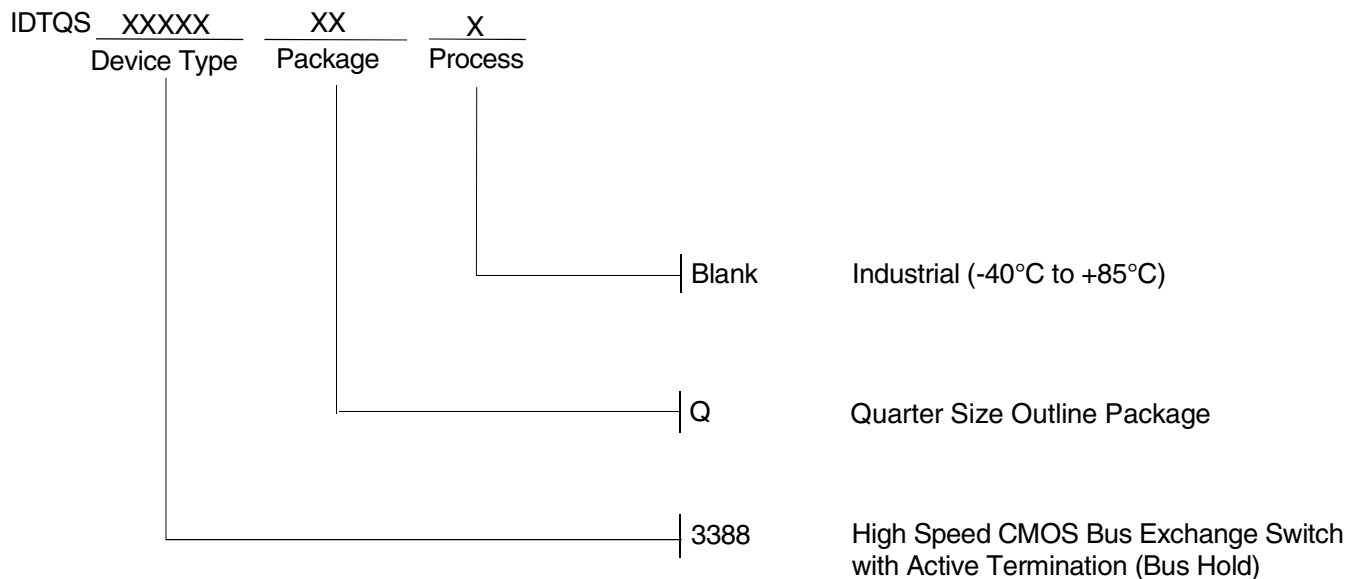 IDTQS XXXXX XX X
Device Type Package Process
Blank Industrial (-40°C to +85°C)
Q Quarter Size Outline Package
3388 High Speed CMOS Bus Exchange Switch
with Active Termination (Bus Hold)